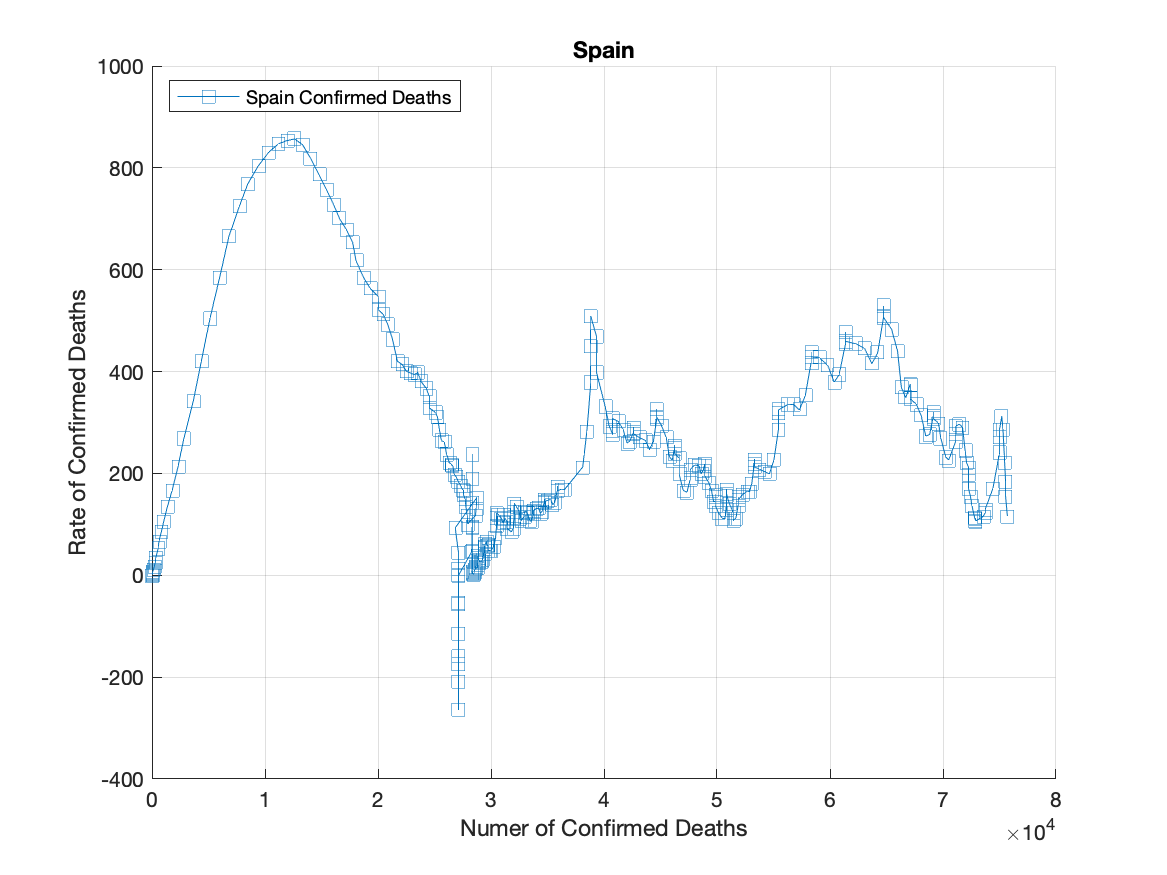 Spain
1000
800
600
400
200
0
-200
-400
Spain Confirmed Deaths
Rate of Confirmed Deaths
0 1 2 3 4 5 6 7 8
×10^4
Numer of Confirmed Deaths